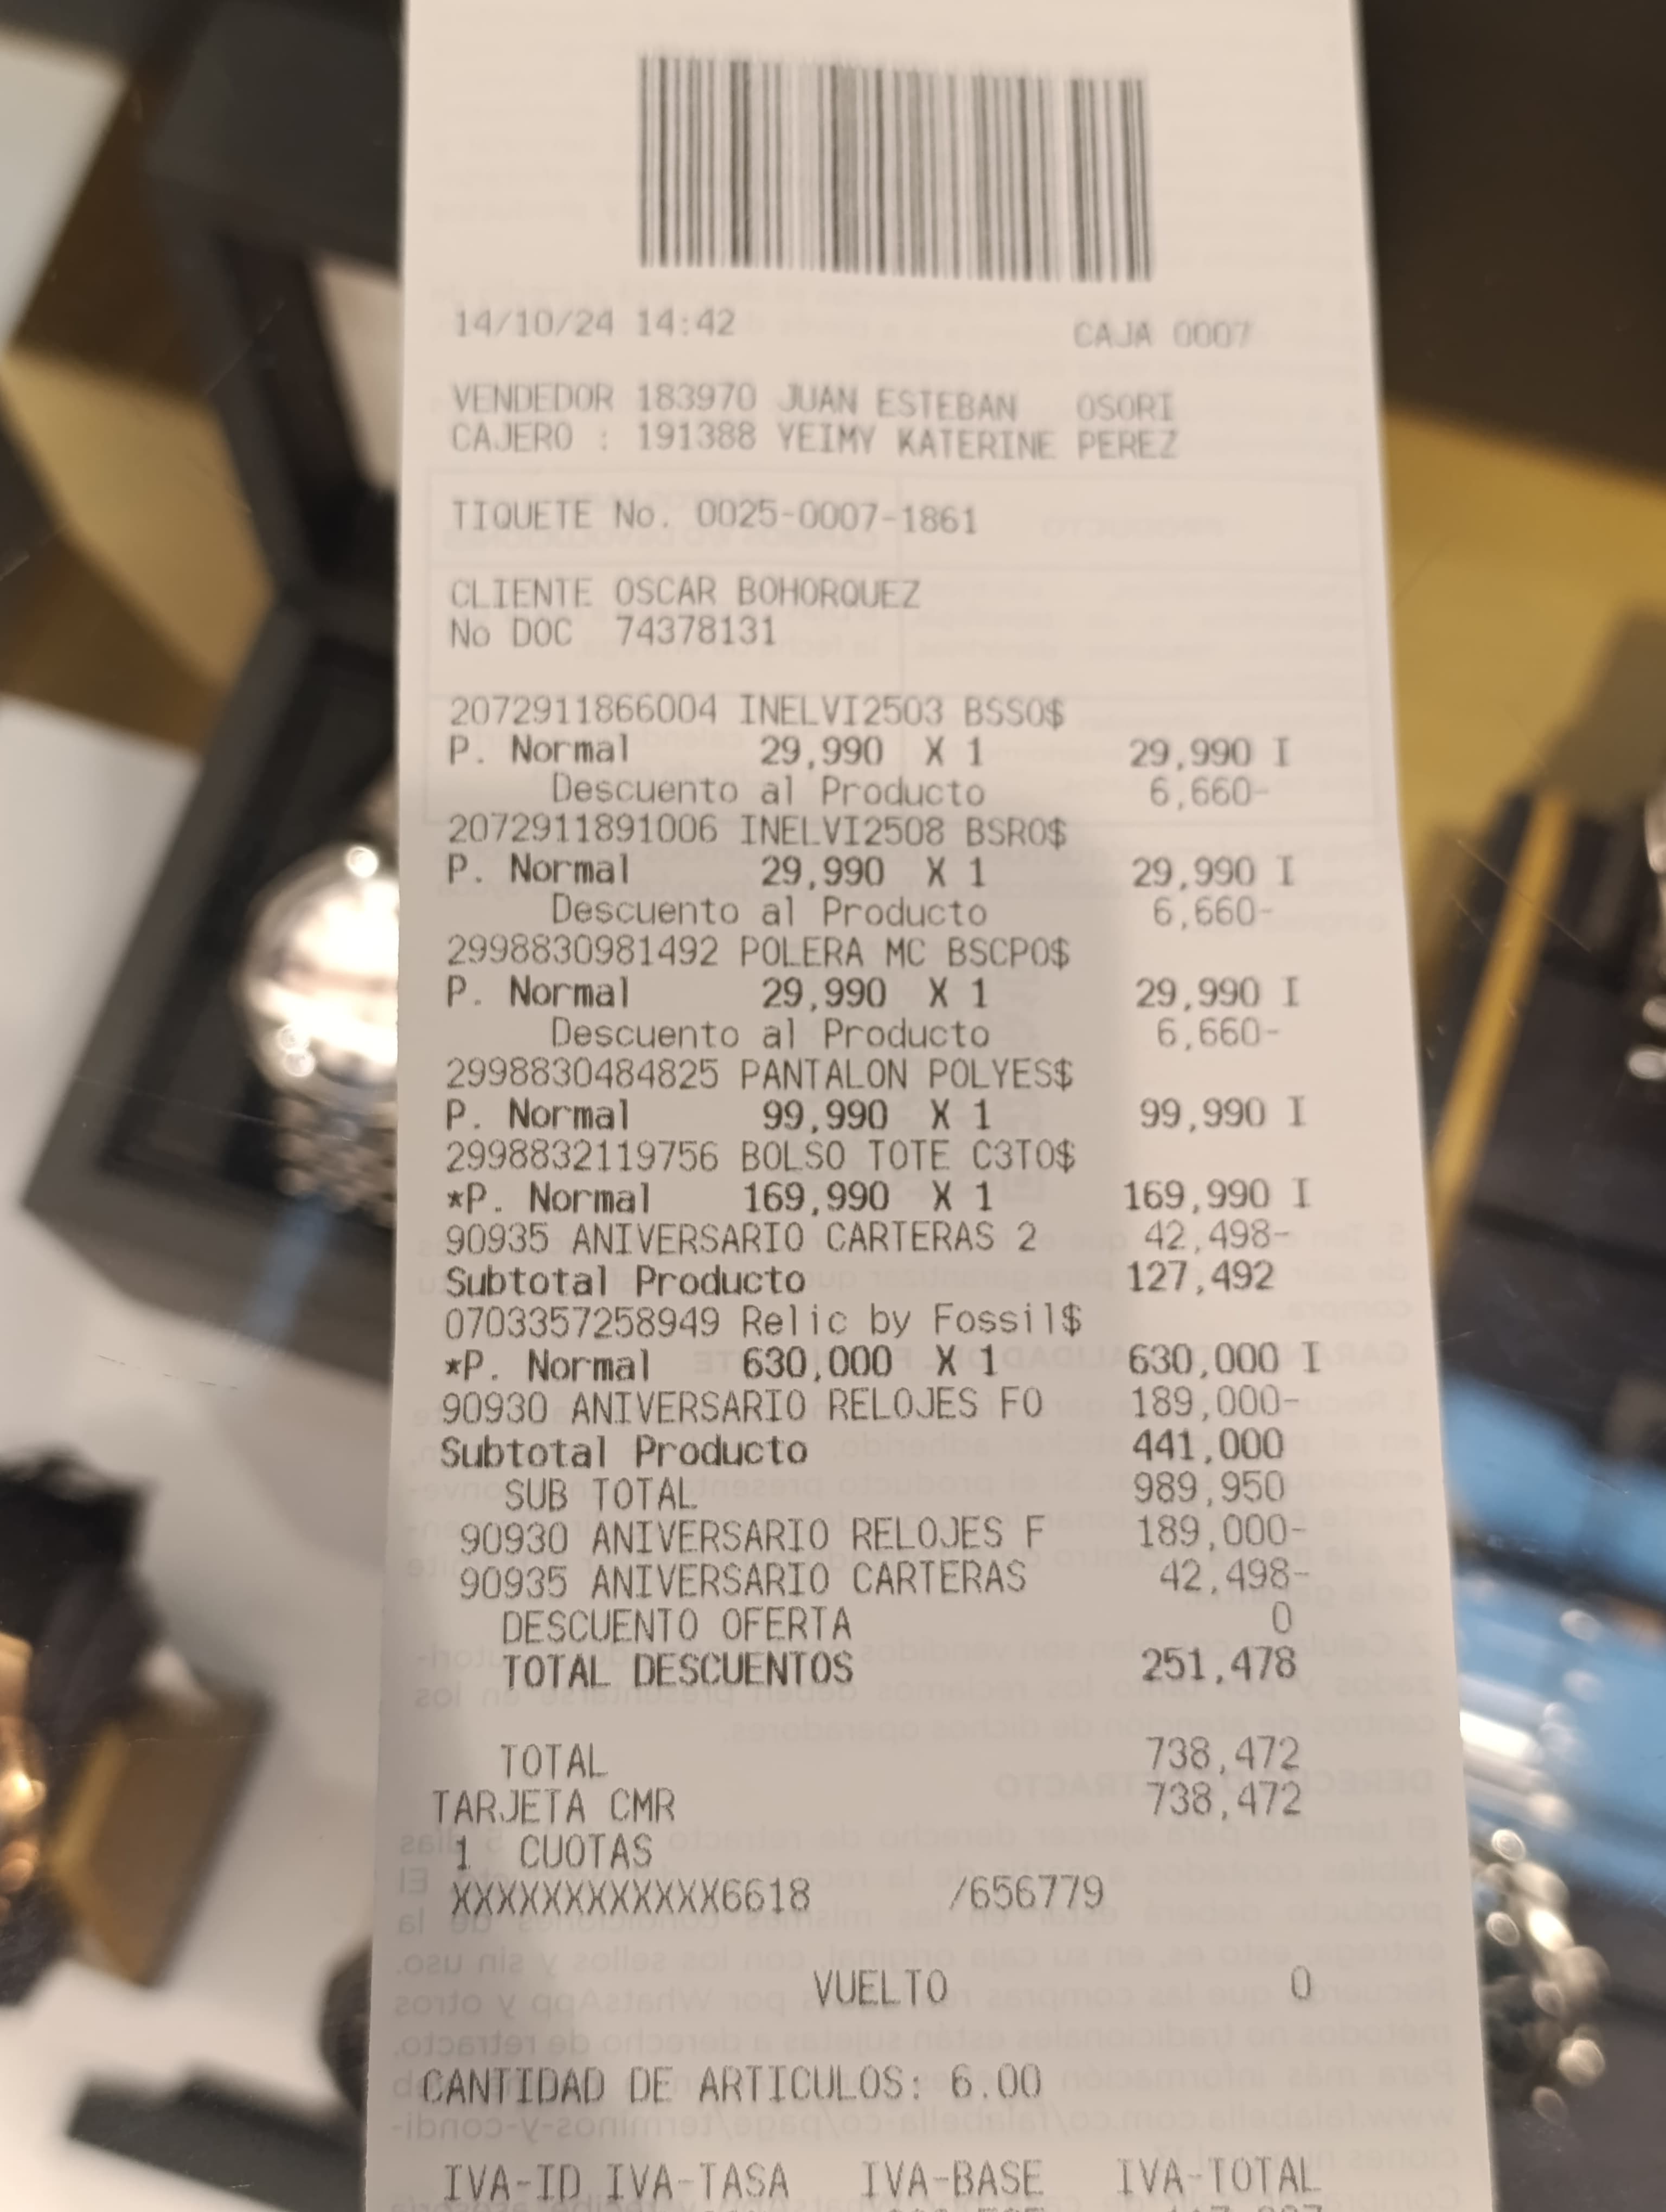 14/10/24 14:42 CAJA 0007
VENDEDOR 183970 JUAN ESTEBAN OSORI
CAJERO : 191388 YEIMY KATERINE PEREZ
TIQUETE No. 0025-0007-1861
CLIENTE OSCAR BOHORQUEZ
No DOC 74378131
2072911866004 INELVI2503 BSSO$
P. Normal 29,990 X 1 29,990 I
Descuento al Producto 6,660-
2072911891006 INELVI2508 BSRO$
P. Normal 29,990 X 1 29,990 I
Descuento al Producto 6,660-
2998830981492 POLERA MC BSCPO$
P. Normal 29,990 X 1 29,990 I
Descuento al Producto 6,660-
2998830484825 PANTALON POLYES$
P. Normal 99,990 X 1 99,990 I
2998832119756 BOLSO TOTE C3TO$
*P. Normal 169,990 X 1 169,990 I
90935 ANIVERSARIO CARTERAS 2 42,498-
Subtotal Producto 127,492
0703357258949 Relic by Fossil$
*P. Normal 630,000 X 1 630,000 I
90930 ANIVERSARIO RELOJES FO 189,000-
Subtotal Producto 441,000
SUB TOTAL 989,950
90930 ANIVERSARIO RELOJES F 189,000-
90935 ANIVERSARIO CARTERAS 42,498-
DESCUENTO OFERTA 0
TOTAL DESCUENTOS 251,478
TOTAL 738,472
TARJETA CMR 738,472
1 CUOTAS
XXXXXXXXXXXX6618 /656779
VUELTO 0
CANTIDAD DE ARTICULOS: 6.00
IVA-ID IVA-TASA IVA-BASE IVA-TOTAL